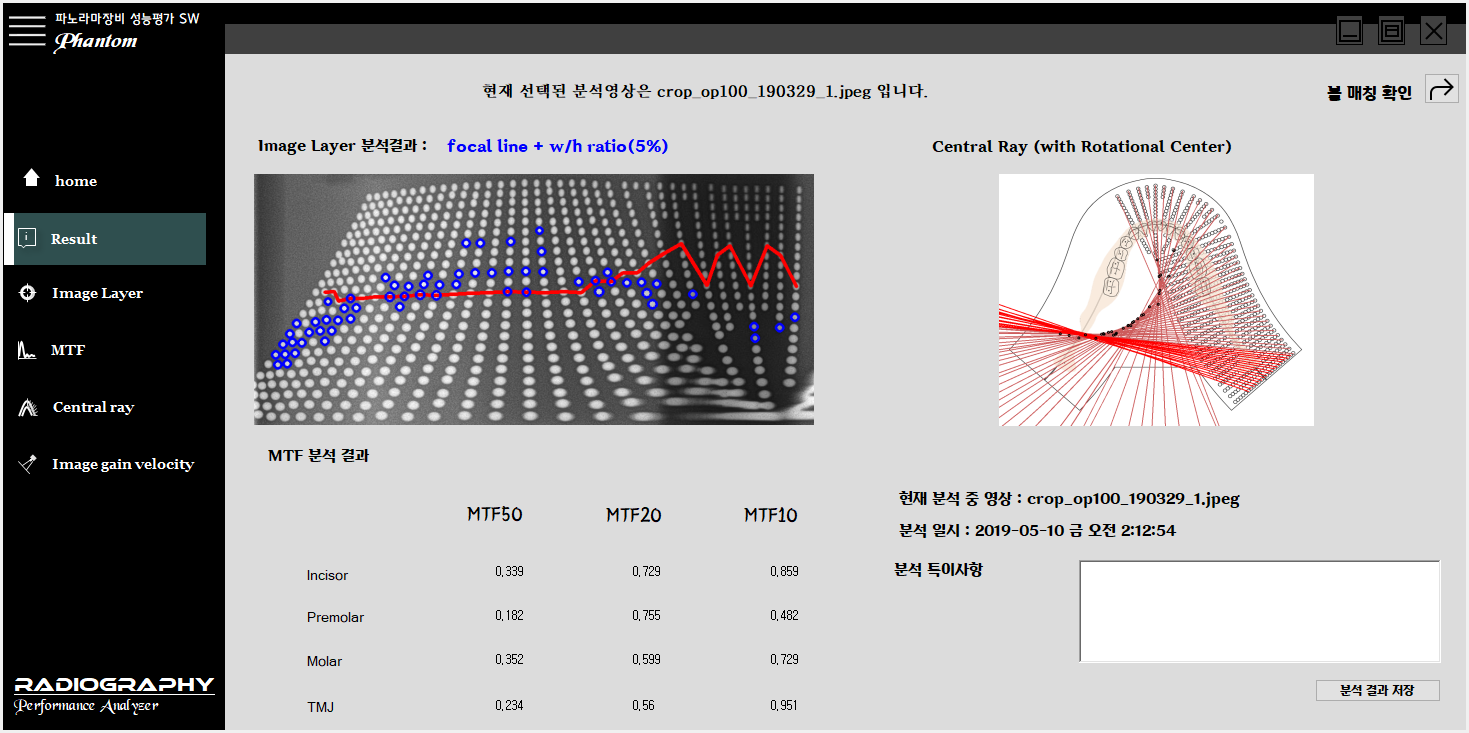 파노라마장비 성능평가 SW
Phantom
home
Result
Image Layer
MTF
Central ray
Image gain velocity
RADIOGRAPHY
Performance Analyzer
현재 선택된 분석영상은 crop_op100_190329_1.jpeg 입니다.
볼 매칭 확인
Image Layer 분석결과 : focal line + w/h ratio(5%)
Central Ray (with Rotational Center)
MTF 분석 결과
MTF50 MTF20 MTF10
Incisor 0,339 0,729 0,859
Premolar 0,182 0,755 0,482
Molar 0,352 0,599 0,729
TMJ 0,234 0,56 0,951
현재 분석 중 영상 : crop_op100_190329_1.jpeg
분석 일시 : 2019-05-10 금 오전 2:12:54
분석 특이사항
분석 결과 저장